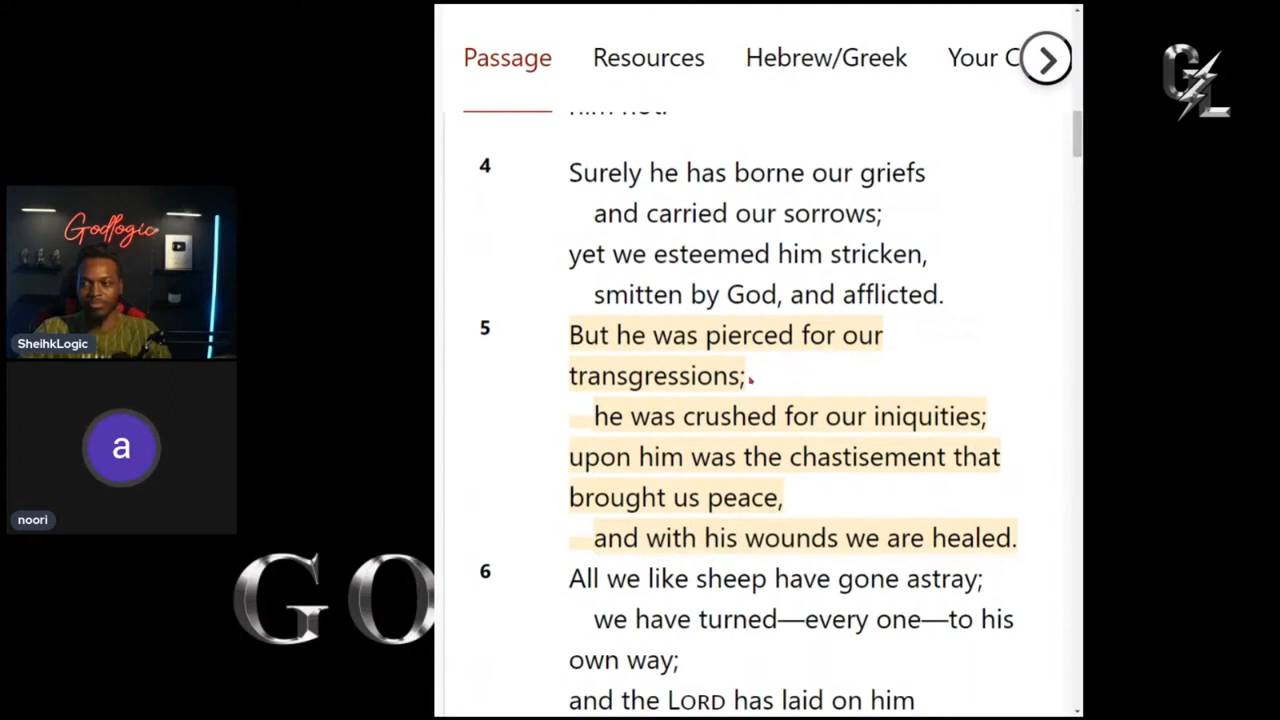 Passage Resources Hebrew/Greek Your C
him not.
4 Surely he has borne our griefs
and carried our sorrows;
yet we esteemed him stricken,
smitten by God, and afflicted.
5 But he was pierced for our
transgressions;
he was crushed for our iniquities;
upon him was the chastisement that
brought us peace,
and with his wounds we are healed.
6 All we like sheep have gone astray;
we have turned—every one—to his
own way;
and the LORD has laid on him
Godlogic
SheihkLogic
a
noori
GO
GL